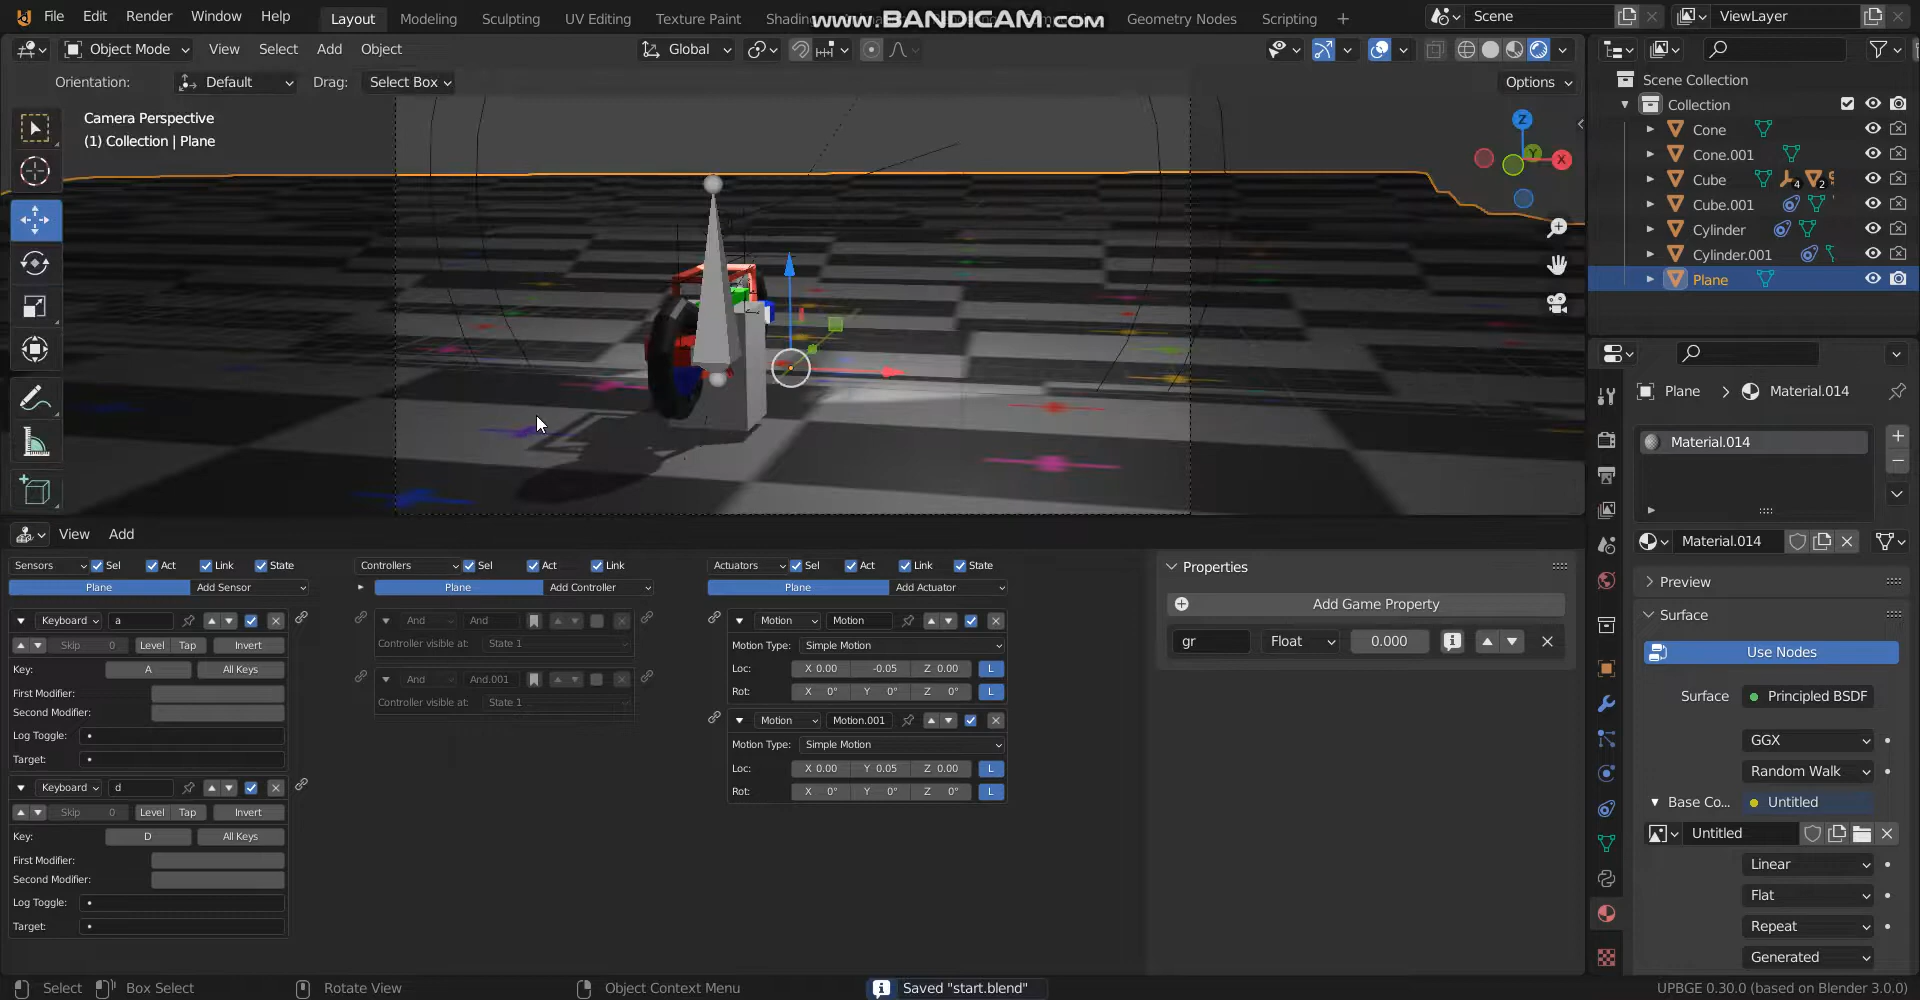 File Edit Render Window Help Layout Modeling Sculpting UV Editing Texture Paint Shading www.BANDICAM.com Geometry Nodes Scripting + Scene ViewLayer
Object Mode View Select Add Object Global
Orientation: Default Drag: Select Box Options
Camera Perspective
(1) Collection | Plane
Z
Y
X
Scene Collection
Collection
Cone
Cone.001
Cube 4 2
Cube.001
Cylinder
Cylinder.001
Plane
Plane > Material.014
Material.014
Material.014
Preview
Surface
Use Nodes
Surface Principled BSDF
GGX
Random Walk
Base Co... Untitled
Untitled
Linear
Flat
Repeat
Generated
View Add
Sensors Sel Act Link State Controllers Sel Act Link Actuators Sel Act Link State
Plane Add Sensor Plane Add Controller Plane Add Actuator
Keyboard a
Skip 0 Level Tap Invert
Key: A All Keys
First Modifier:
Second Modifier:
Log Toggle:
Target:
Keyboard d
Skip 0 Level Tap Invert
Key: D All Keys
First Modifier:
Second Modifier:
Log Toggle:
Target:
And And
Controller visible at: State 1
And And.001
Controller visible at: State 1
Motion Motion
Motion Type: Simple Motion
Loc: X 0.00 -0.05 Z 0.00 L
Rot: X 0° Y 0° Z 0° L
Motion Motion.001
Motion Type: Simple Motion
Loc: X 0.00 Y 0.05 Z 0.00 L
Rot: X 0° Y 0° Z 0° L
Properties
Add Game Property
gr Float 0.000
Select Box Select Rotate View Object Context Menu Saved "start.blend" UPBGE 0.30.0 (based on Blender 3.0.0)